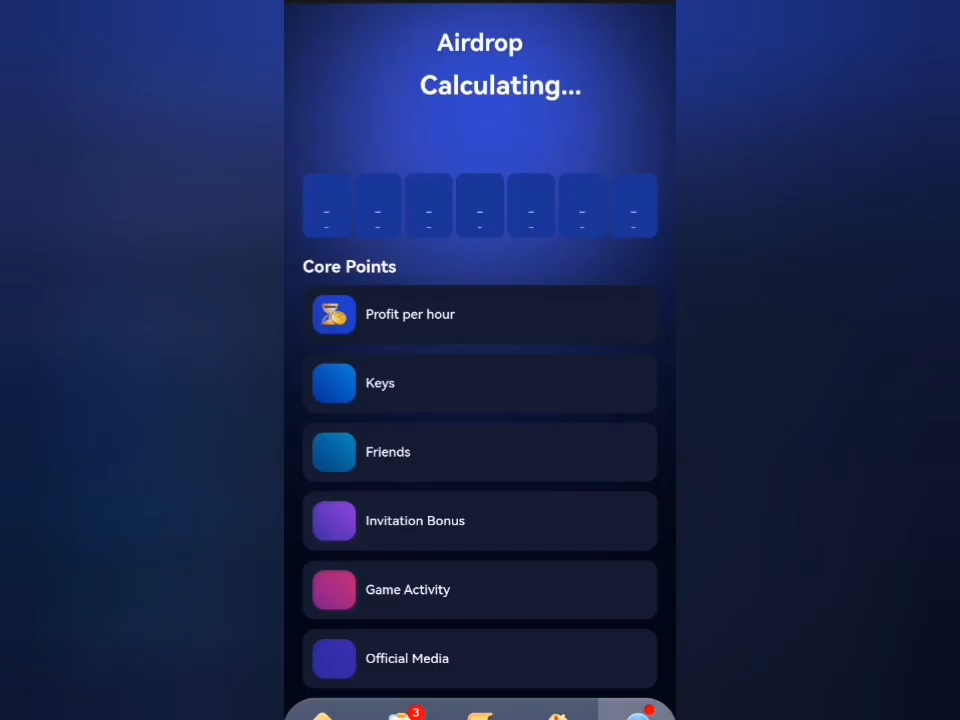 Airdrop
Calculating...
- - - - - - -
- - - - - - -
Core Points
Profit per hour
Keys
Friends
Invitation Bonus
Game Activity
Official Media
3